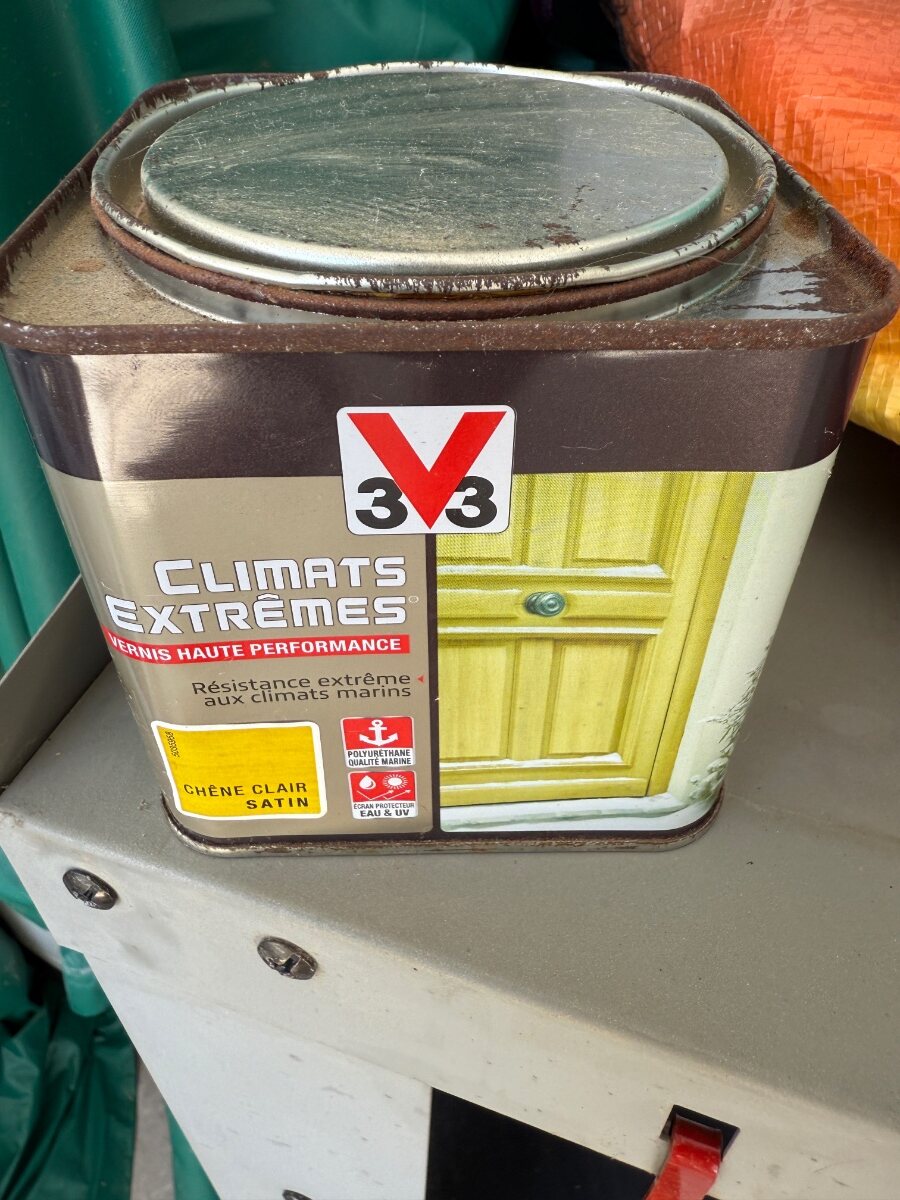 3V3
CLIMATS
EXTRÊMES
VERNIS HAUTE PERFORMANCE
Résistance extrême
aux climats marins
CHÊNE CLAIR
SATIN
POLYURÉTHANE
QUALITÉ MARINE
ÉCRAN PROTECTEUR
EAU & UV